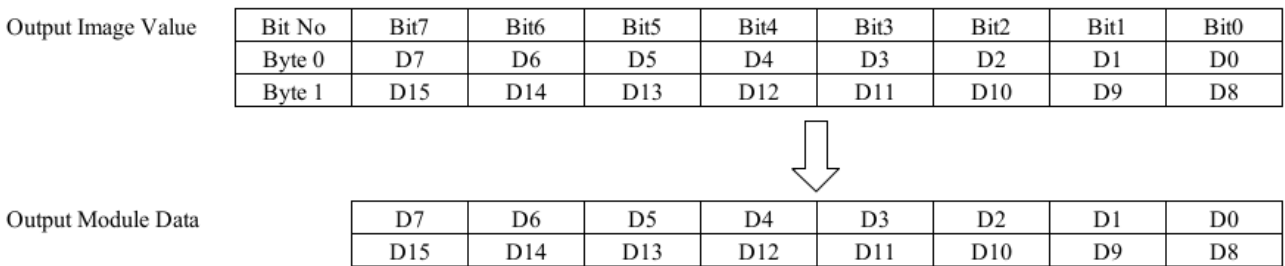 Output Image Value Bit No Bit7 Bit6 Bit5 Bit4 Bit3 Bit2 Bit1 Bit0
Byte 0 D7 D6 D5 D4 D3 D2 D1 D0
Byte 1 D15 D14 D13 D12 D11 D10 D9 D8
Output Module Data D7 D6 D5 D4 D3 D2 D1 D0
D15 D14 D13 D12 D11 D10 D9 D8